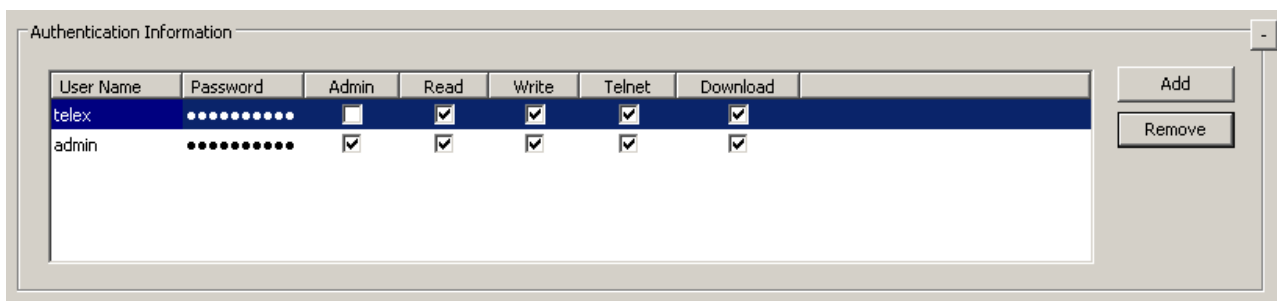 Authentication Information
-
User Name Password Admin Read Write Telnet Download
Add
telex ●●●●●●●●●●
Remove
admin ●●●●●●●●●●